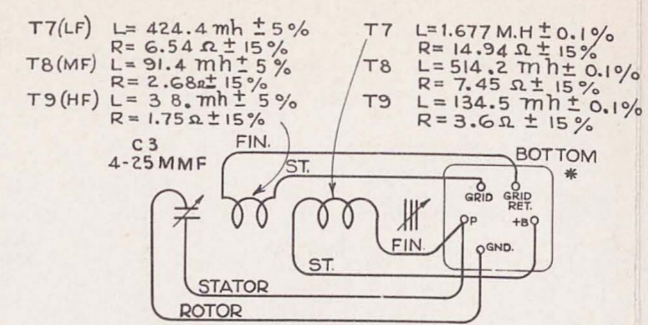 T7(LF) L= 424.4 mh ± 5%
R= 6.54 Ω ± 15%
T8(MF) L= 91.4 mh ± 5%
R= 2.68Ω ± 15%
T9(HF) L= 38. mh ± 5%
R= 1.75 Ω ± 15%
T7 L=1.677 M.H ± 0.1%
R= 14.94 Ω ± 15%
T8 L=514.2 mh ± 0.1%
R= 7.45 Ω ± 15%
T9 L=134.5 mh ± 0.1%
R=3.6Ω ± 15%
C3
4-25 MMF
FIN.
ST.
BOTTOM
*
GRID
GRID
RET.
P
+B
FIN.
GND.
ST.
STATOR
ROTOR